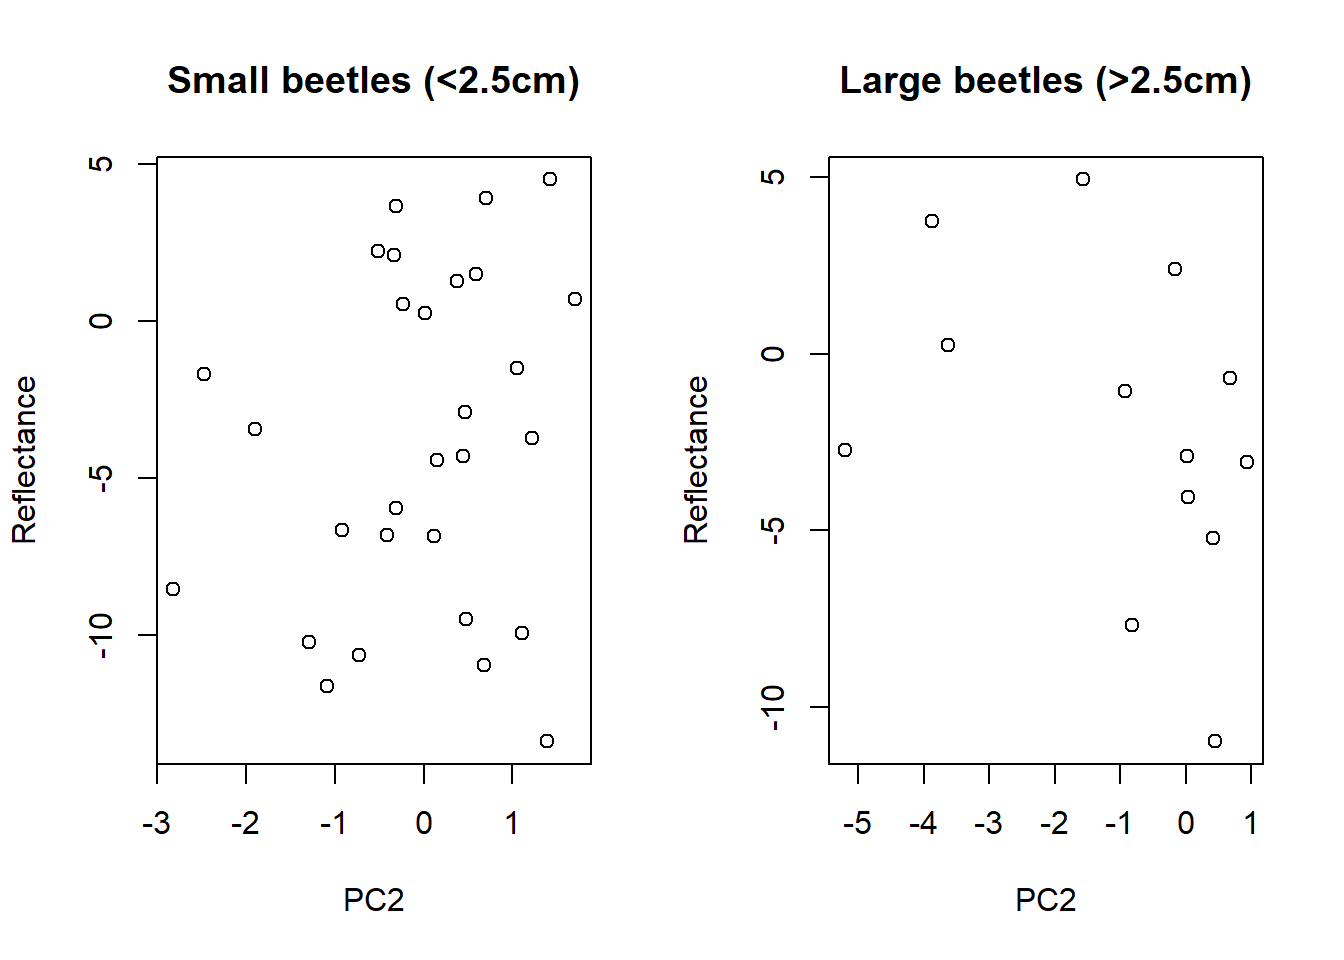 Small beetles (<2.5cm)
5
0
-5
-10
Reflectance
-3 -2 -1 0 1
PC2
Large beetles (>2.5cm)
5
0
-5
-10
Reflectance
-5 -4 -3 -2 -1 0 1
PC2